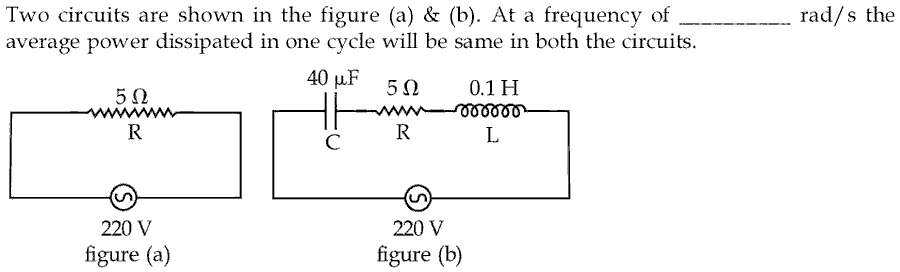 Two circuits are shown in the figure (a) & (b). At a frequency of ________ rad/s the
average power dissipated in one cycle will be same in both the circuits.
40 μF
5 Ω
5 Ω
0.1 H
R
C
R
L
220 V
220 V
figure (a)
figure (b)